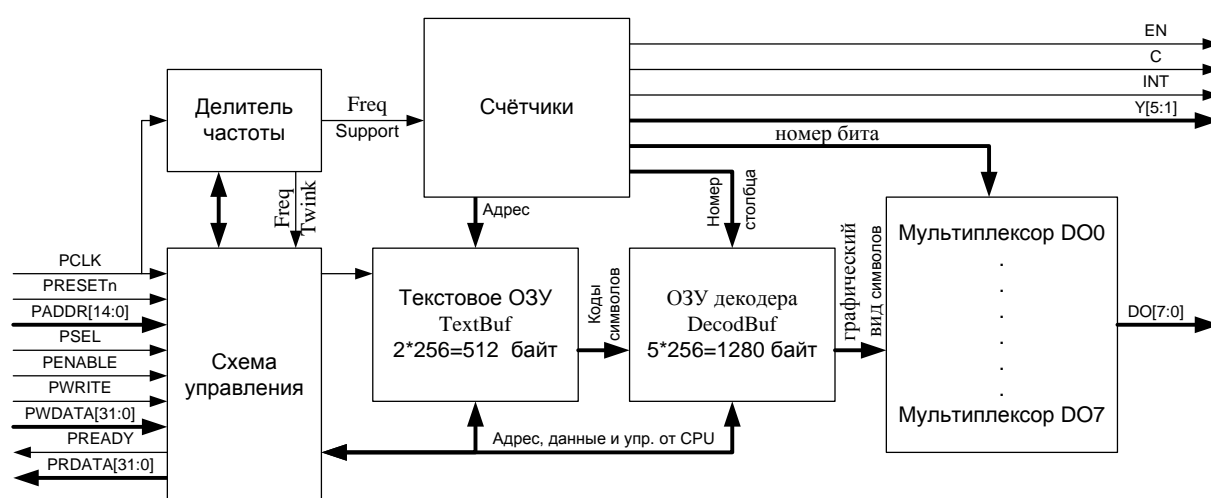 EN
C
INT
Y[5:1]
номер бита
Счётчики
Делитель
частоты
Freq
Support
Freq
Twink
Адрес
Номер
столбца
PCLK
PRESETn
PADDR[14:0]
PSEL
PENABLE
PWRITE
PWDATA[31:0]
PREADY
PRDATA[31:0]
Схема
управления
Текстовое ОЗУ
TextBuf
2*256=512 байт
Коды
символов
ОЗУ декодера
DecodBuf
5*256=1280 байт
графический
вид символов
Мультиплексор DO0
.
.
.
.
.
.
.
Мультиплексор DO7
DO[7:0]
Адрес, данные и упр. от CPU